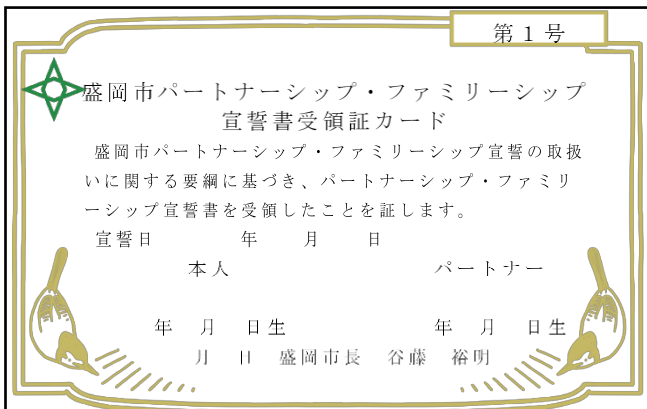 第1号
盛岡市パートナーシップ・ファミリーシップ
宣誓書受領証カード
盛岡市パートナーシップ・ファミリーシップ宣誓の取扱
いに関する要綱に基づき、パートナーシップ・ファミリ
ーシップ宣誓書を受領したことを証します。
宣誓日 年 月 日
本人 パートナー
年 月 日生 年 月 日生
月 日 盛岡市長 谷藤 裕明